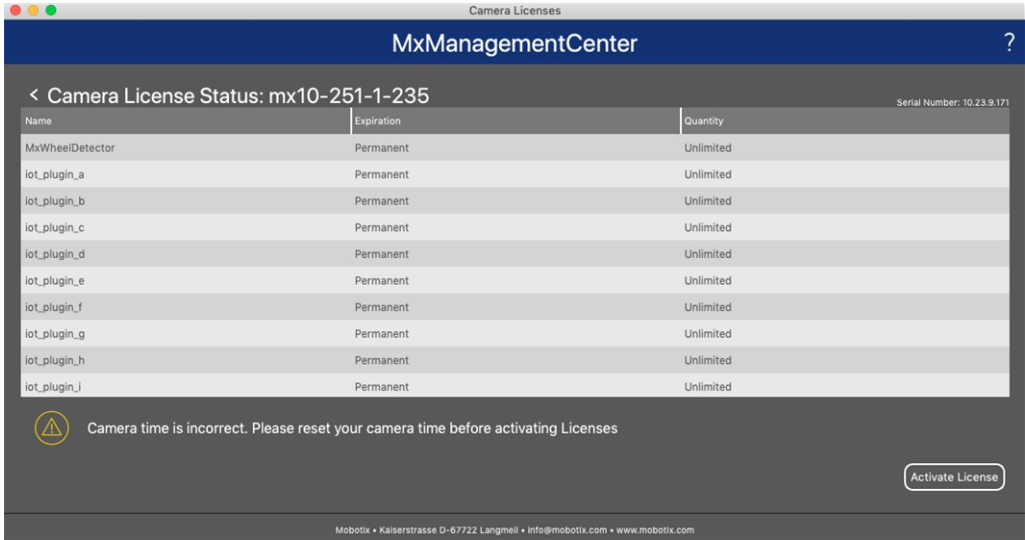 Camera Licenses
MxManagementCenter ?
< Camera License Status: mx10-251-1-235
Serial Number: 10.23.9.171
Name Expiration Quantity
MxWheelDetector Permanent Unlimited
iot_plugin_a Permanent Unlimited
iot_plugin_b Permanent Unlimited
iot_plugin_c Permanent Unlimited
iot_plugin_d Permanent Unlimited
iot_plugin_e Permanent Unlimited
iot_plugin_f Permanent Unlimited
iot_plugin_g Permanent Unlimited
iot_plugin_h Permanent Unlimited
iot_plugin_i Permanent Unlimited
Camera time is incorrect. Please reset your camera time before activating Licenses
Activate License
Mobotix • Kaiserstrasse D-67722 Langmeil • info@mobotix.com • www.mobotix.com